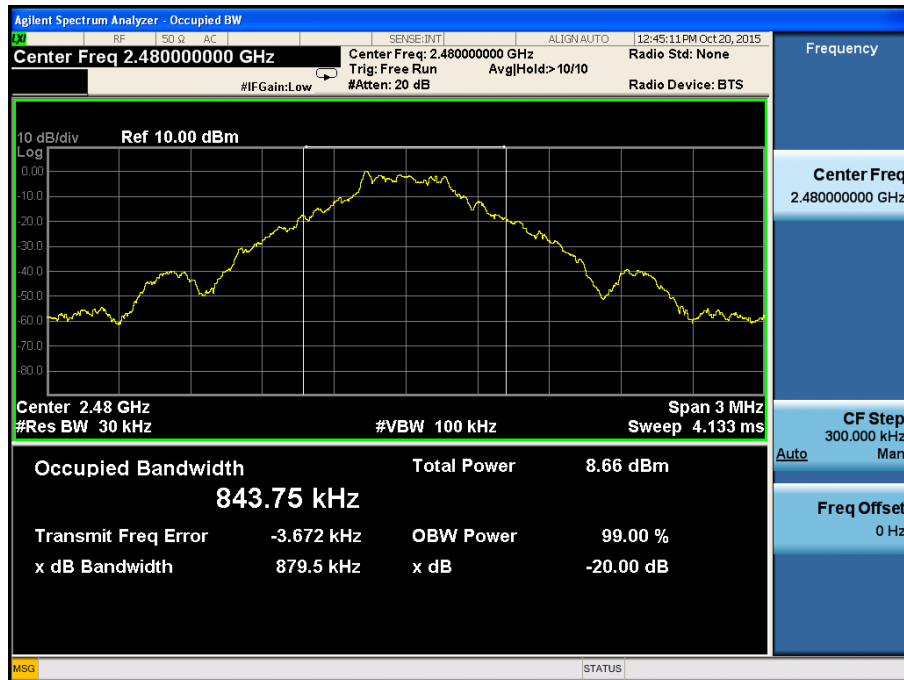 Agilent Spectrum Analyzer - Occupied BW
LXI RF 50 Ω AC SENSE:INT ALIGN AUTO 12:45:11 PM Oct 20, 2015
Center Freq 2.480000000 GHz
Center Freq: 2.480000000 GHz
Radio Std: None
Trig: Free Run Avg|Hold:>10/10
#IFGain:Low
#Atten: 20 dB
Radio Device: BTS
10 dB/div Ref 10.00 dBm
Log
0.00
-10.0
-20.0
-30.0
-40.0
-50.0
-60.0
-70.0
-80.0
Center 2.48 GHz Span 3 MHz
#Res BW 30 kHz #VBW 100 kHz Sweep 4.133 ms
Occupied Bandwidth Total Power 8.66 dBm
843.75 kHz
Transmit Freq Error -3.672 kHz OBW Power 99.00 %
x dB Bandwidth 879.5 kHz x dB -20.00 dB
MSG STATUS
Frequency
Center Freq
2.480000000 GHz
CF Step
300.000 kHz
Auto Man
Freq Offset
0 Hz